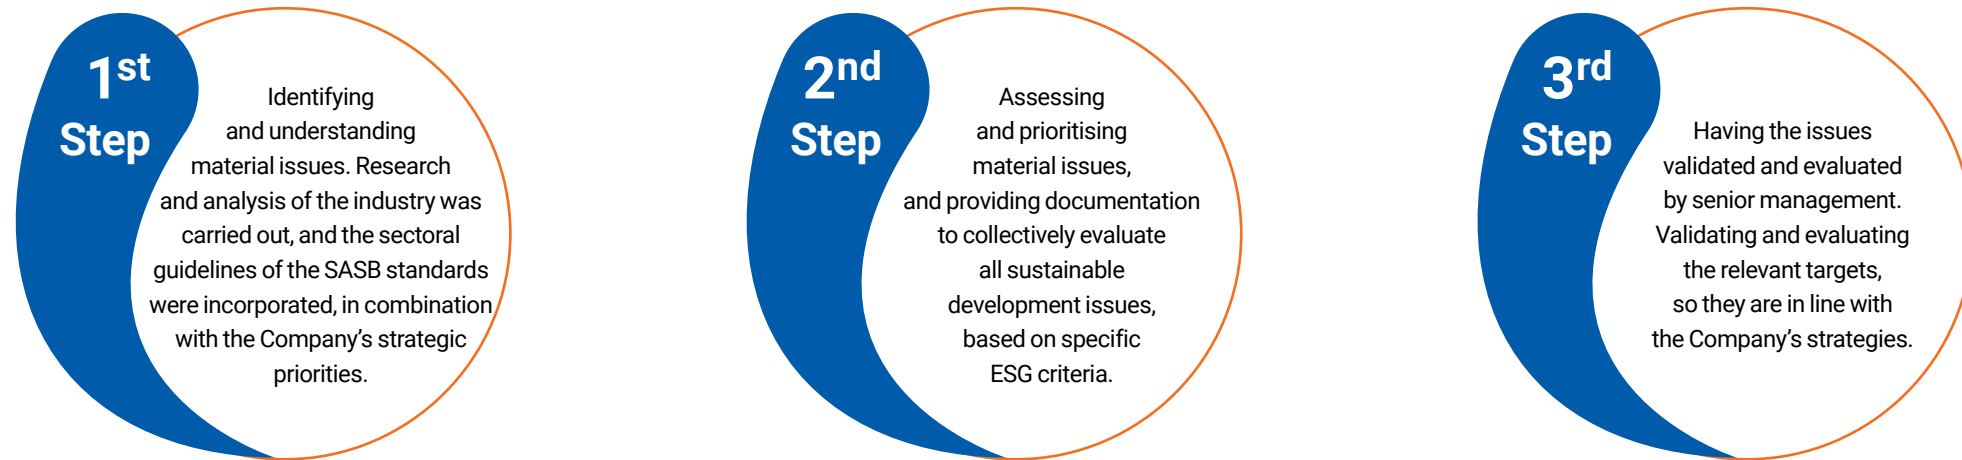 1st
Step
Identifying
and understanding
material issues. Research
and analysis of the industry was
carried out, and the sectoral
guidelines of the SASB standards
were incorporated, in combination
with the Company’s strategic
priorities.
2nd
Step
Assessing
and prioritising
material issues,
and providing documentation
to collectively evaluate
all sustainable
development issues,
based on specific
ESG criteria.
3rd
Step
Having the issues
validated and evaluated
by senior management.
Validating and evaluating
the relevant targets,
so they are in line with
the Company’s strategies.